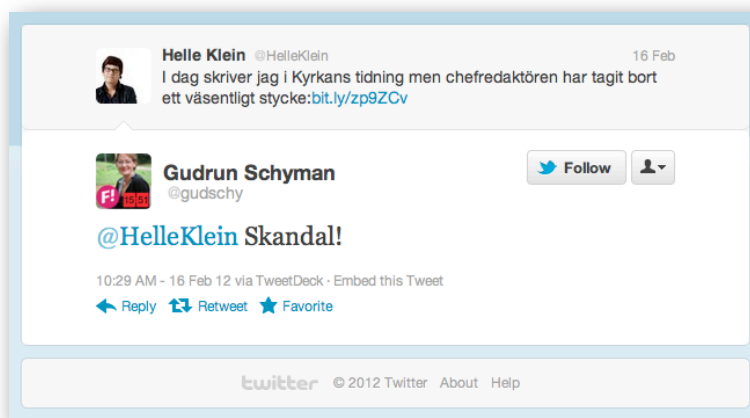 Helle Klein @HelleKlein 16 Feb
I dag skriver jag i Kyrkans tidning men chefredaktören har tagit bort
ett väsentligt stycke:bit.ly/zp9ZCv
Gudrun Schyman
@gudschy
Follow
F! 15 51
@HelleKlein Skandal!
10:29 AM - 16 Feb 12 via TweetDeck · Embed this Tweet
Reply Retweet Favorite
twitter © 2012 Twitter About Help